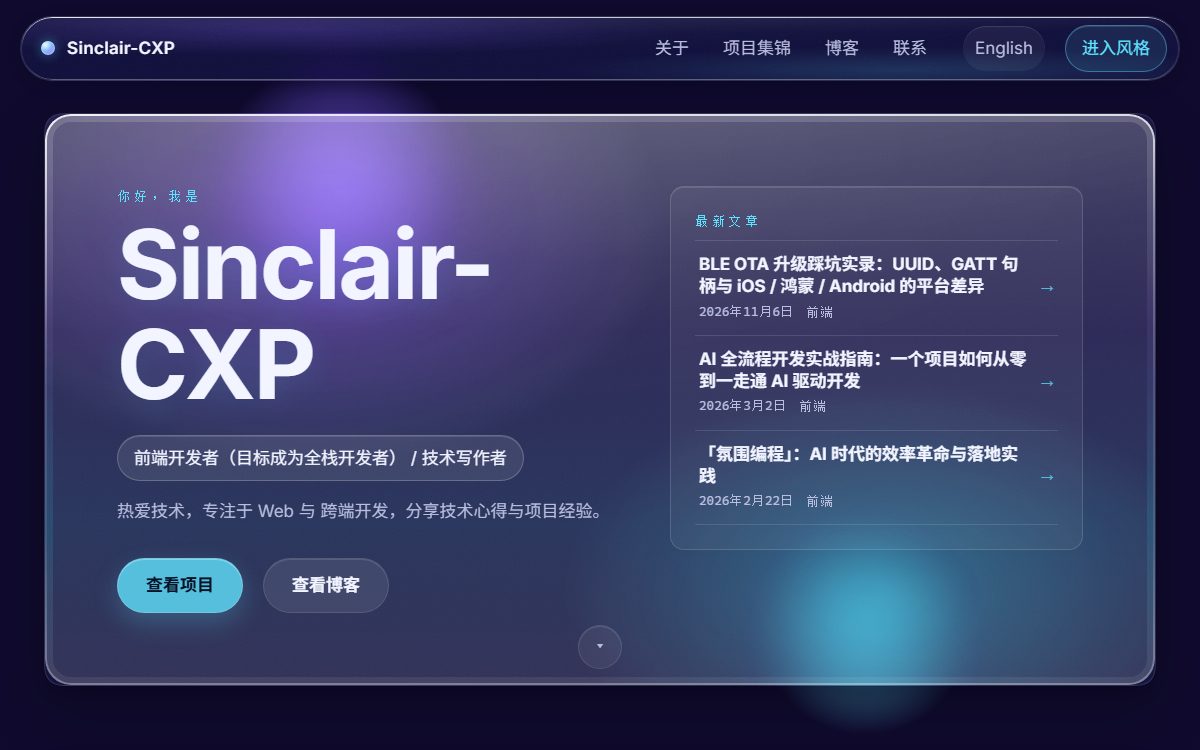 Sinclair-CXP
关于
项目集锦
博客
联系
English
进入风格
你好，我是
Sinclair-
CXP
前端开发者（目标成为全栈开发者） / 技术写作者
热爱技术，专注于 Web 与 跨端开发，分享技术心得与项目经验。
查看项目
查看博客
最新文章
BLE OTA 升级踩坑实录：UUID、GATT 句
柄与 iOS / 鸿蒙 / Android 的平台差异
→
2026年11月6日 前端
AI 全流程开发实战指南：一个项目如何从零
到一走通 AI 驱动开发
→
2026年3月2日 前端
「氛围编程」：AI 时代的效率革命与落地实
践
→
2026年2月22日 前端